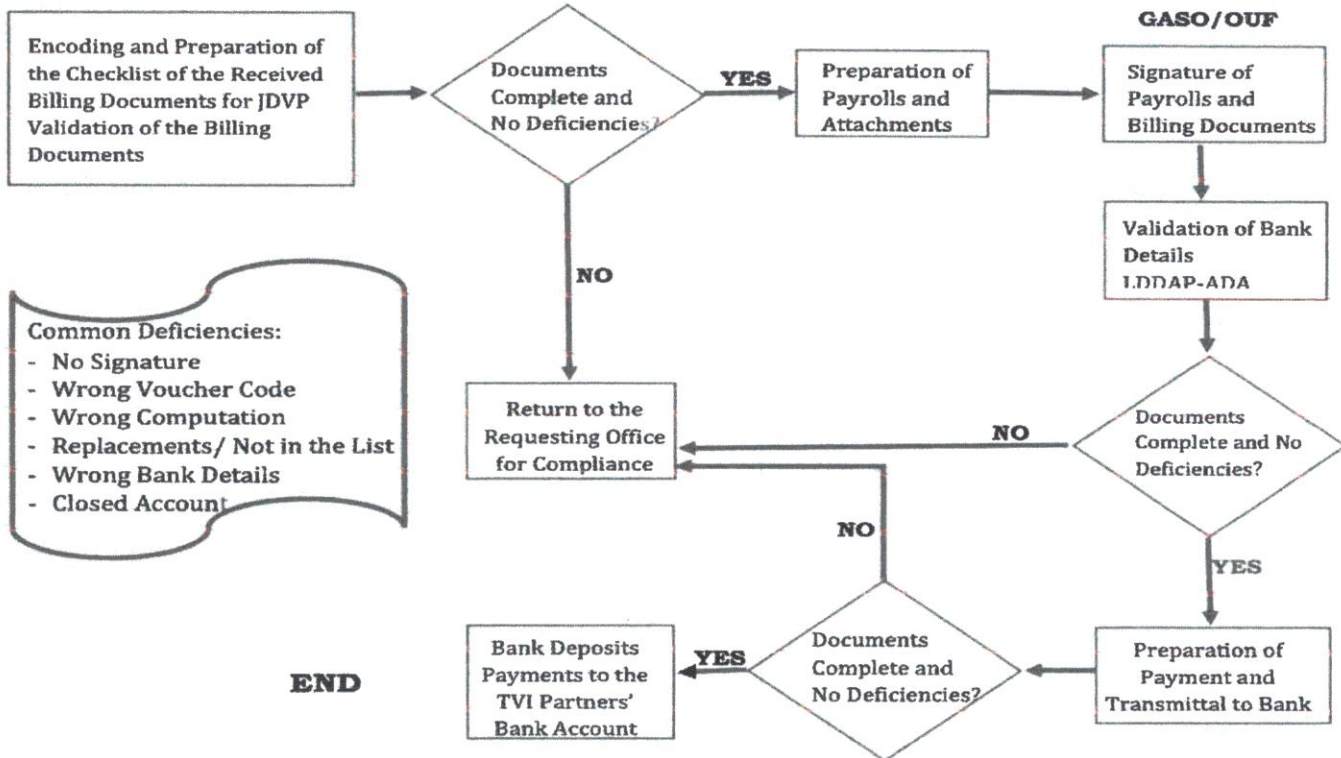 Encoding and Preparation of
the Checklist of the Received
Billing Documents for JDVP
Validation of the Billing
Documents
Documents
Complete and
No Deficiencies?
YES
Preparation of
Payrolls and
Attachments
GASO/OUF
Signature of
Payrolls and
Billing Documents
Validation of Bank
Details
LDDAP-ADA
NO
Common Deficiencies:
- No Signature
- Wrong Voucher Code
- Wrong Computation
- Replacements/ Not in the List
- Wrong Bank Details
- Closed Account
Return to the
Requesting Office
for Compliance
NO
Documents
Complete and No
Deficiencies?
NO
YES
END
Bank Deposits
Payments to the
TVI Partners'
Bank Account
YES
Documents
Complete and
No Deficiencies?
Preparation of
Payment and
Transmittal to Bank